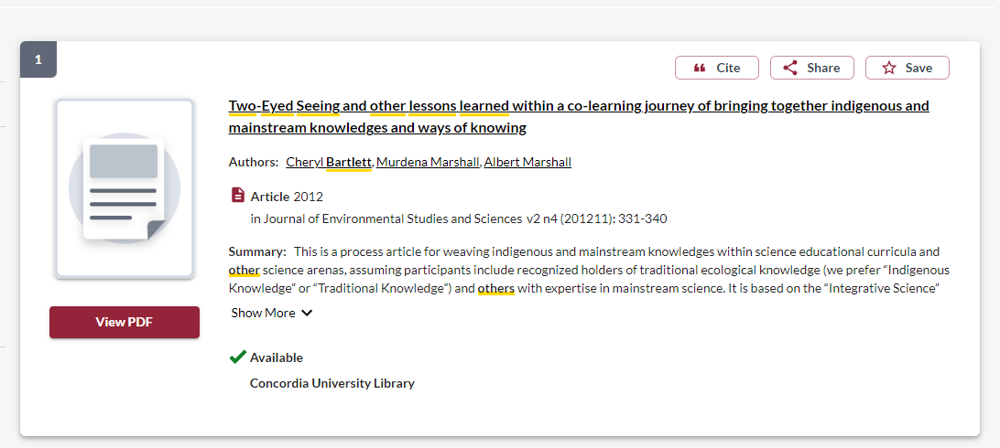 1
Cite
Share
Save
Two-Eyed Seeing and other lessons learned within a co-learning journey of bringing together indigenous and
mainstream knowledges and ways of knowing
Authors: Cheryl Bartlett, Murdena Marshall, Albert Marshall
Article 2012
in Journal of Environmental Studies and Sciences v2 n4 (201211): 331-340
Summary: This is a process article for weaving indigenous and mainstream knowledges within science educational curricula and
other science arenas, assuming participants include recognized holders of traditional ecological knowledge (we prefer “Indigenous
Knowledge” or “Traditional Knowledge”) and others with expertise in mainstream science. It is based on the “Integrative Science”
Show More
View PDF
Available
Concordia University Library